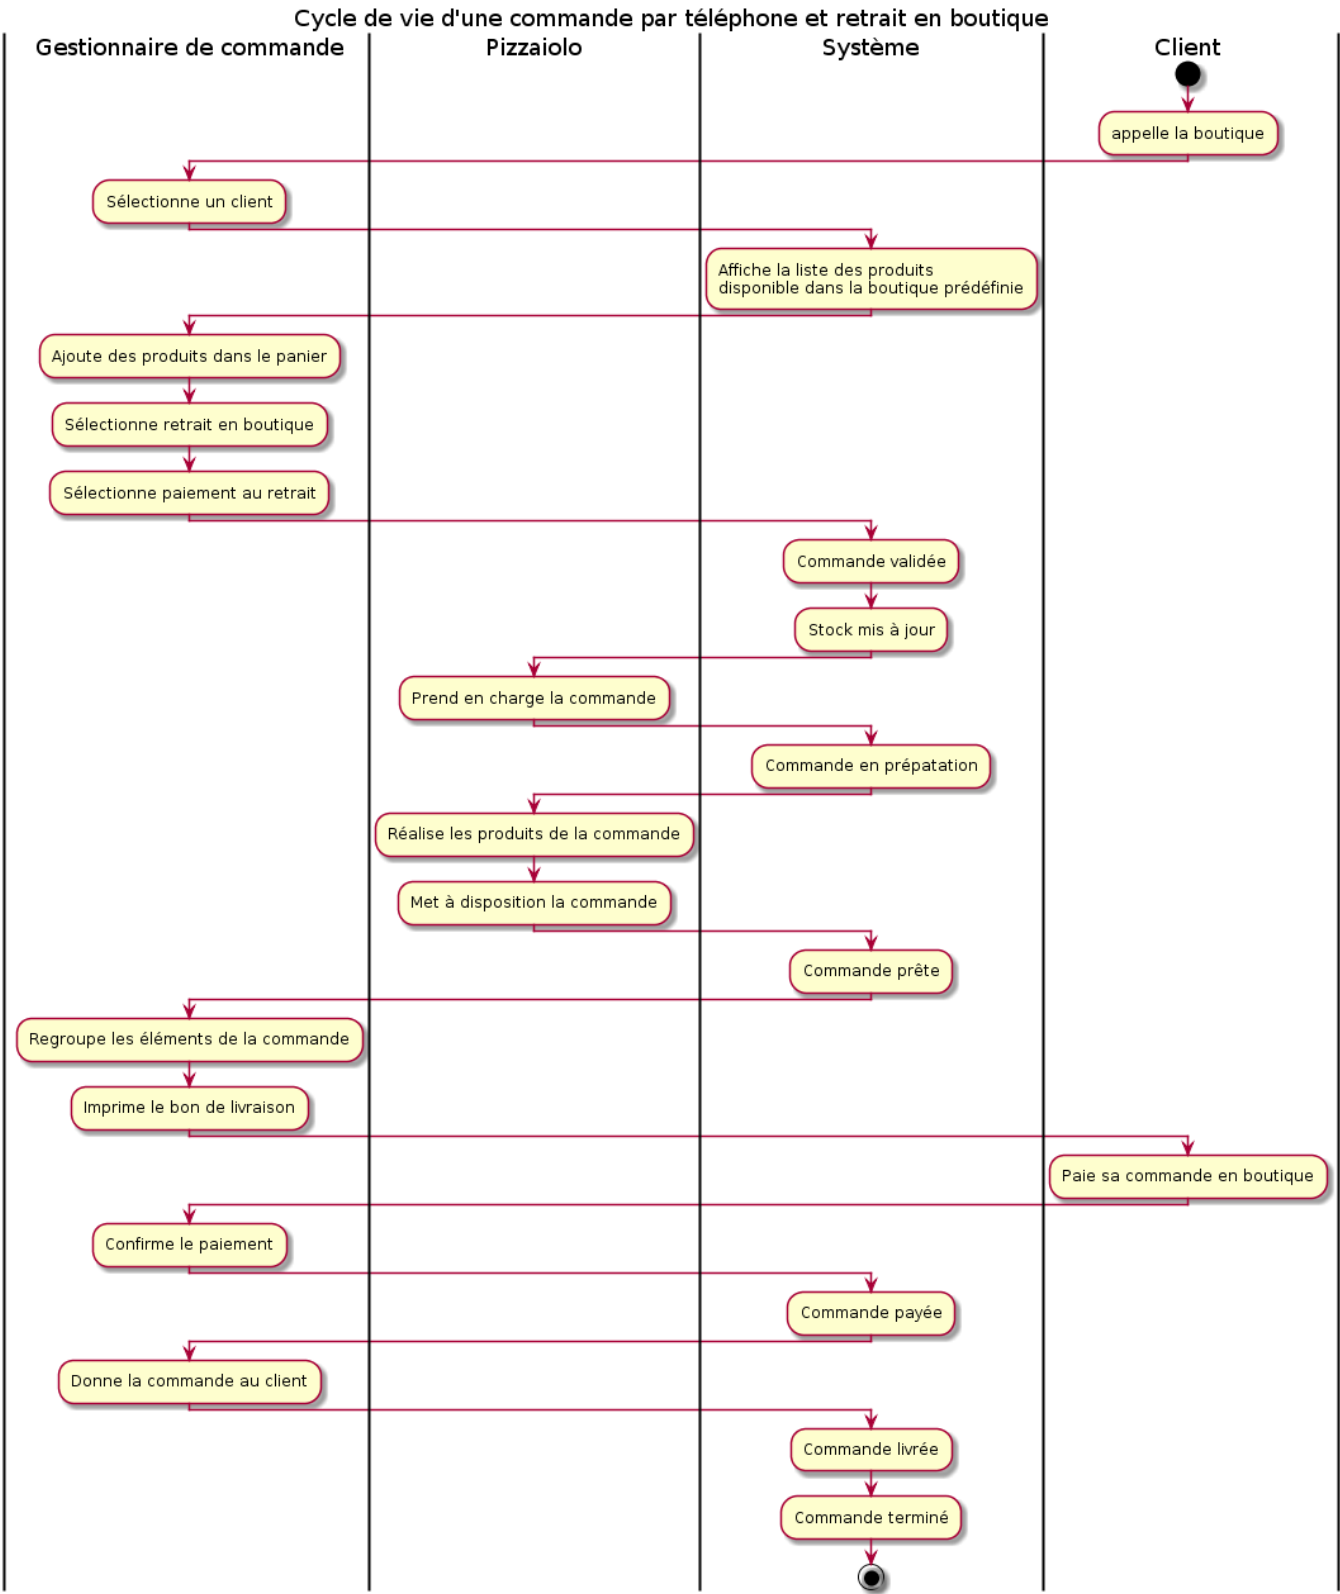 Cycle de vie d'une commande par téléphone et retrait en boutique
Gestionnaire de commande
Pizzaiolo
Système
Client
appelle la boutique
Sélectionne un client
Affiche la liste des produits
disponible dans la boutique prédéfinie
Ajoute des produits dans le panier
Sélectionne retrait en boutique
Sélectionne paiement au retrait
Commande validée
Stock mis à jour
Prend en charge la commande
Commande en prépatation
Réalise les produits de la commande
Met à disposition la commande
Commande prête
Regroupe les éléments de la commande
Imprime le bon de livraison
Paie sa commande en boutique
Confirme le paiement
Commande payée
Donne la commande au client
Commande livrée
Commande terminé